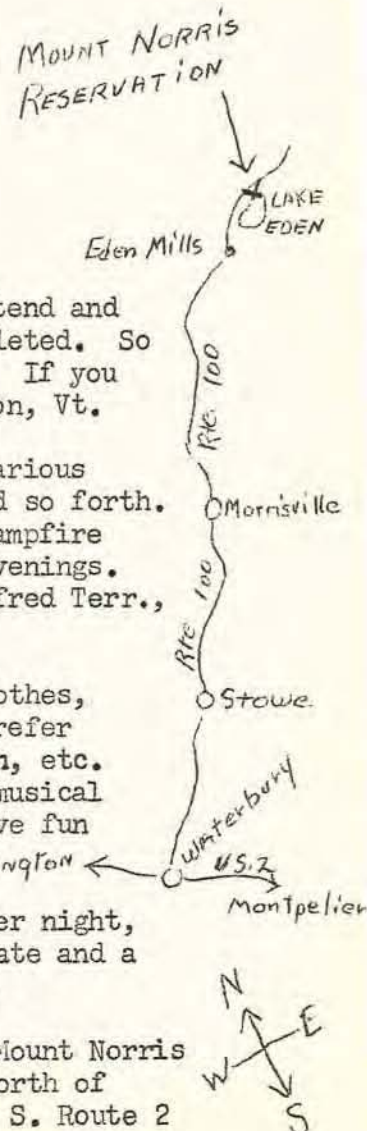 MOUNT NORRIS
RESERVATION
LAKE
EDEN
Eden Mills
tend and
leted. So
If you
on, Vt.
Rte. 100
arious
d so forth.
ampfire
venings.
fred Terr.,
Morrisville
Rte 100
othes,
refer
n, etc.
musical
ve fun
Stowe.
Waterbury
ngton
U.S.2
Montpelier
er night,
ate and a
N
E
W
S
Mount Norris
orth of
S. Route 2